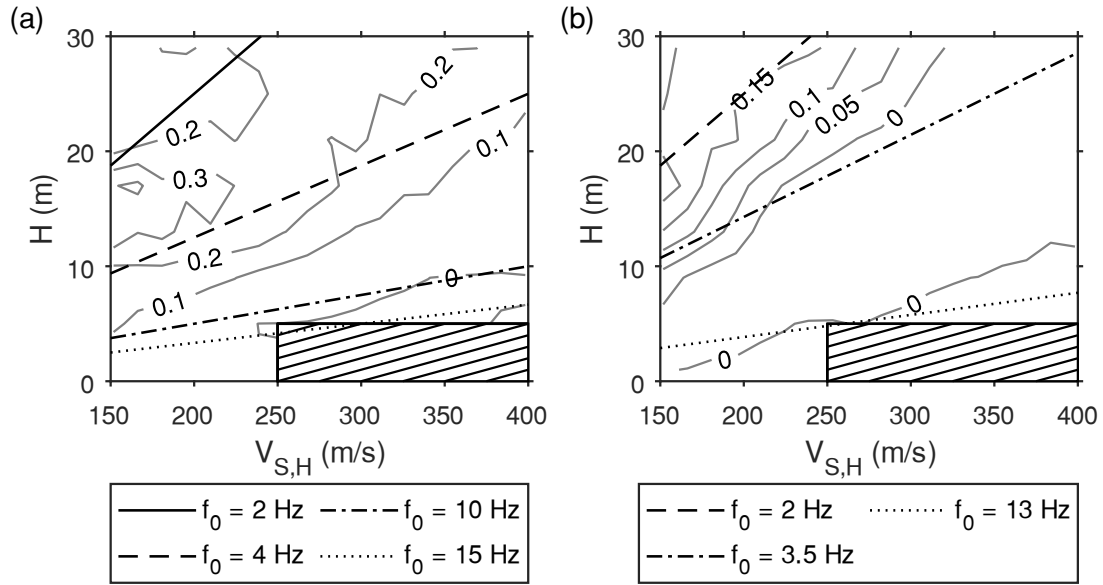 (a)
30
20
10
0
H (m)
0.2
0.2
0.3
0.2
0.1
0.1
0
150 200 250 300 350 400
V_S,H (m/s)
f_0 = 2 Hz f_0 = 10 Hz
f_0 = 4 Hz f_0 = 15 Hz
(b)
30
20
10
0
H (m)
0.15
0.1
0.05
0
0
0
150 200 250 300 350 400
V_S,H (m/s)
f_0 = 2 Hz f_0 = 13 Hz
f_0 = 3.5 Hz